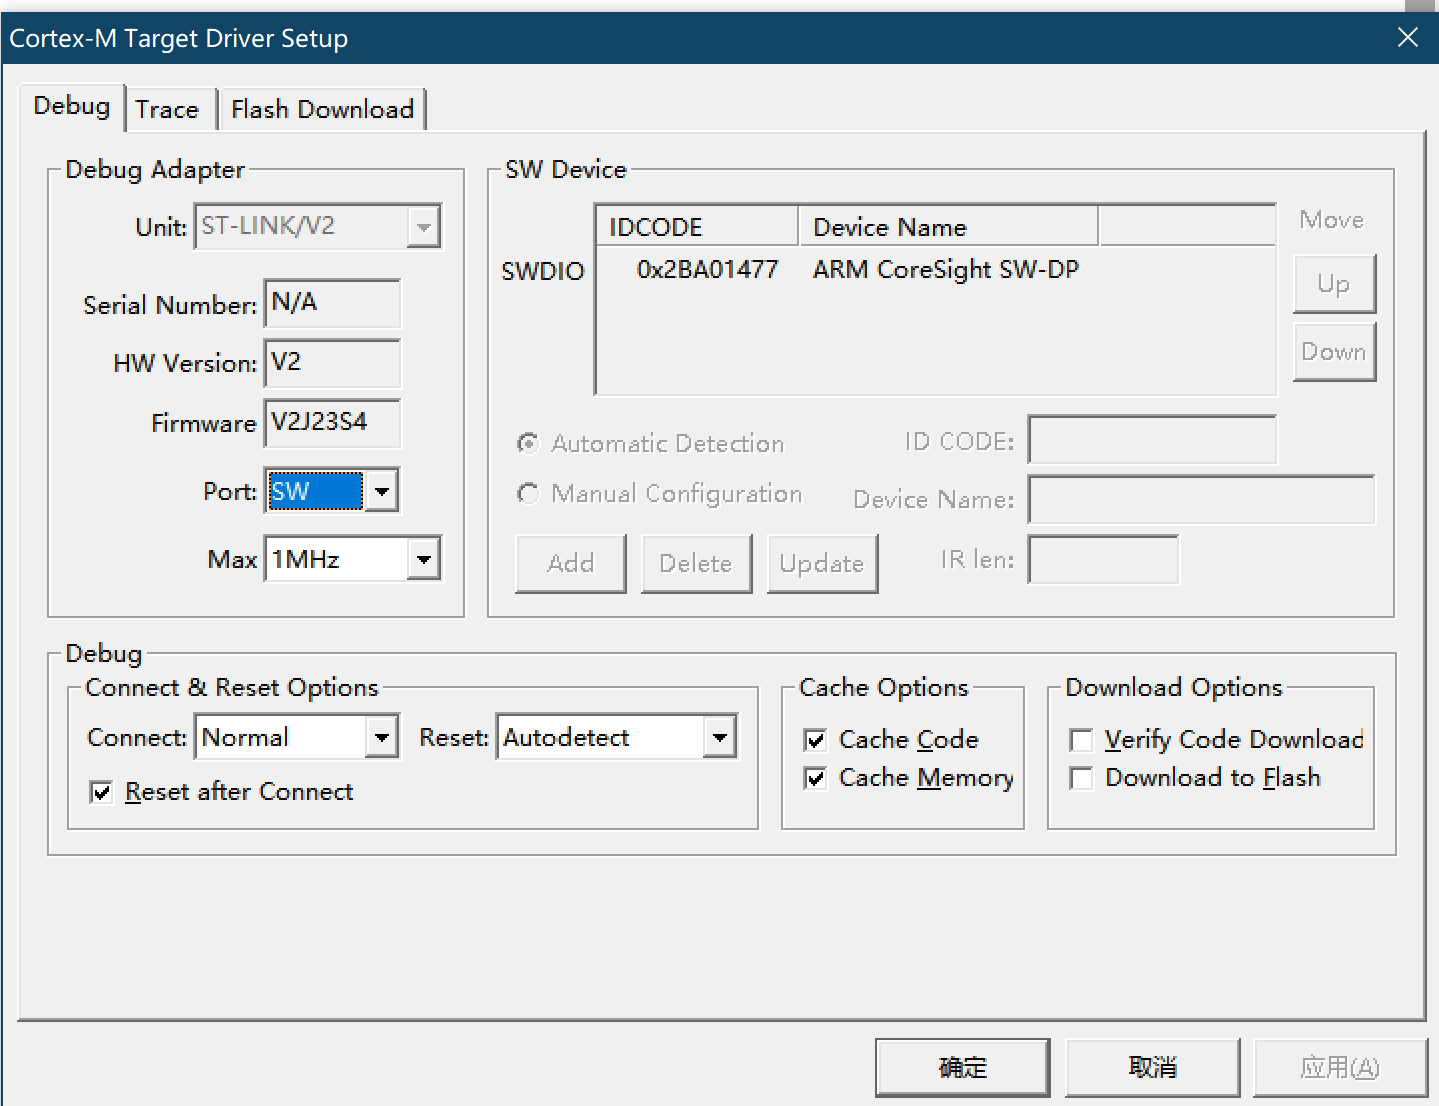 Cortex-M Target Driver Setup
Debug Trace Flash Download
Debug Adapter
Unit: ST-LINK/V2
Serial Number: N/A
HW Version: V2
Firmware V2J23S4
Port: SW
Max 1MHz
SW Device
IDCODE Device Name
SWDIO 0x2BA01477 ARM CoreSight SW-DP
Move
Up
Down
Automatic Detection
Manual Configuration
ID CODE:
Device Name:
Add Delete Update IR len:
Debug
Connect & Reset Options
Connect: Normal Reset: Autodetect
Reset after Connect
Cache Options
Cache Code
Cache Memory
Download Options
Verify Code Download
Download to Flash
确定 取消 应用(A)